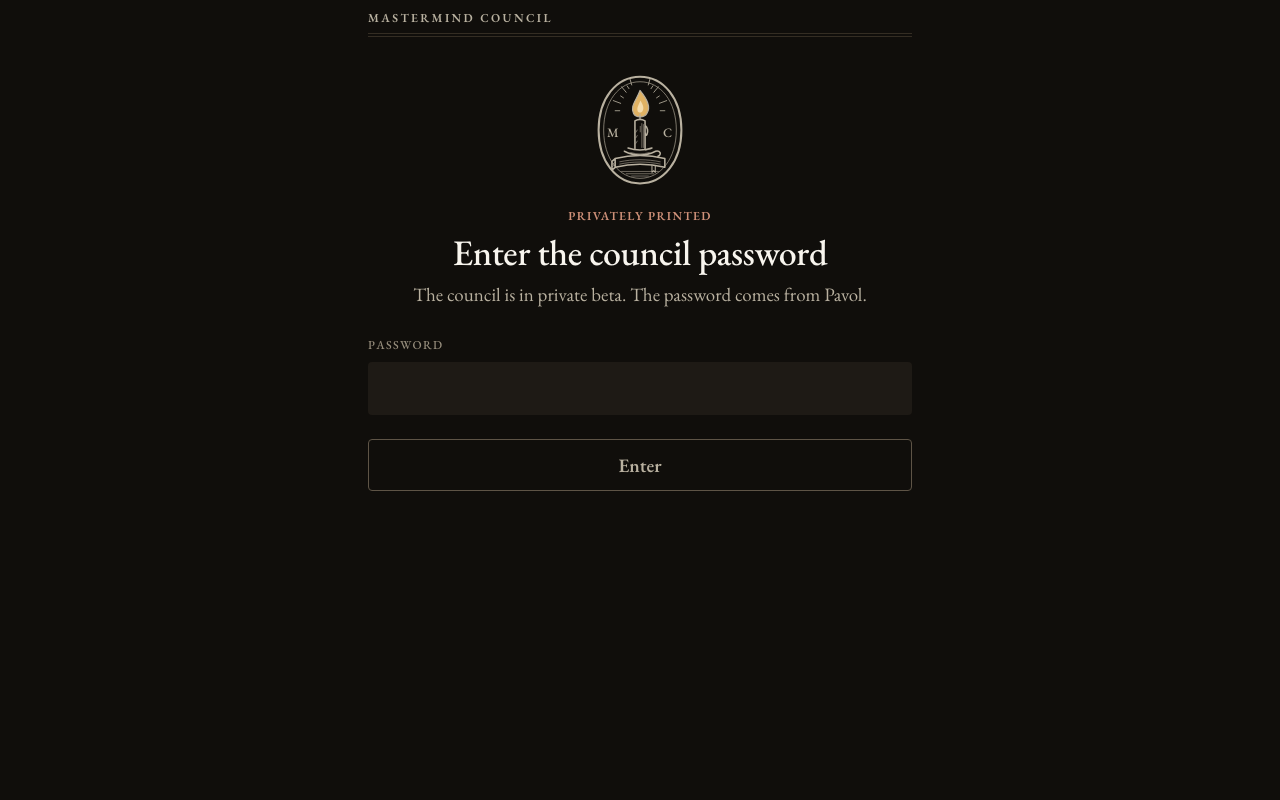 MASTERMIND COUNCIL
M C
PRIVATELY PRINTED
Enter the council password
The council is in private beta. The password comes from Pavol.
PASSWORD
Enter